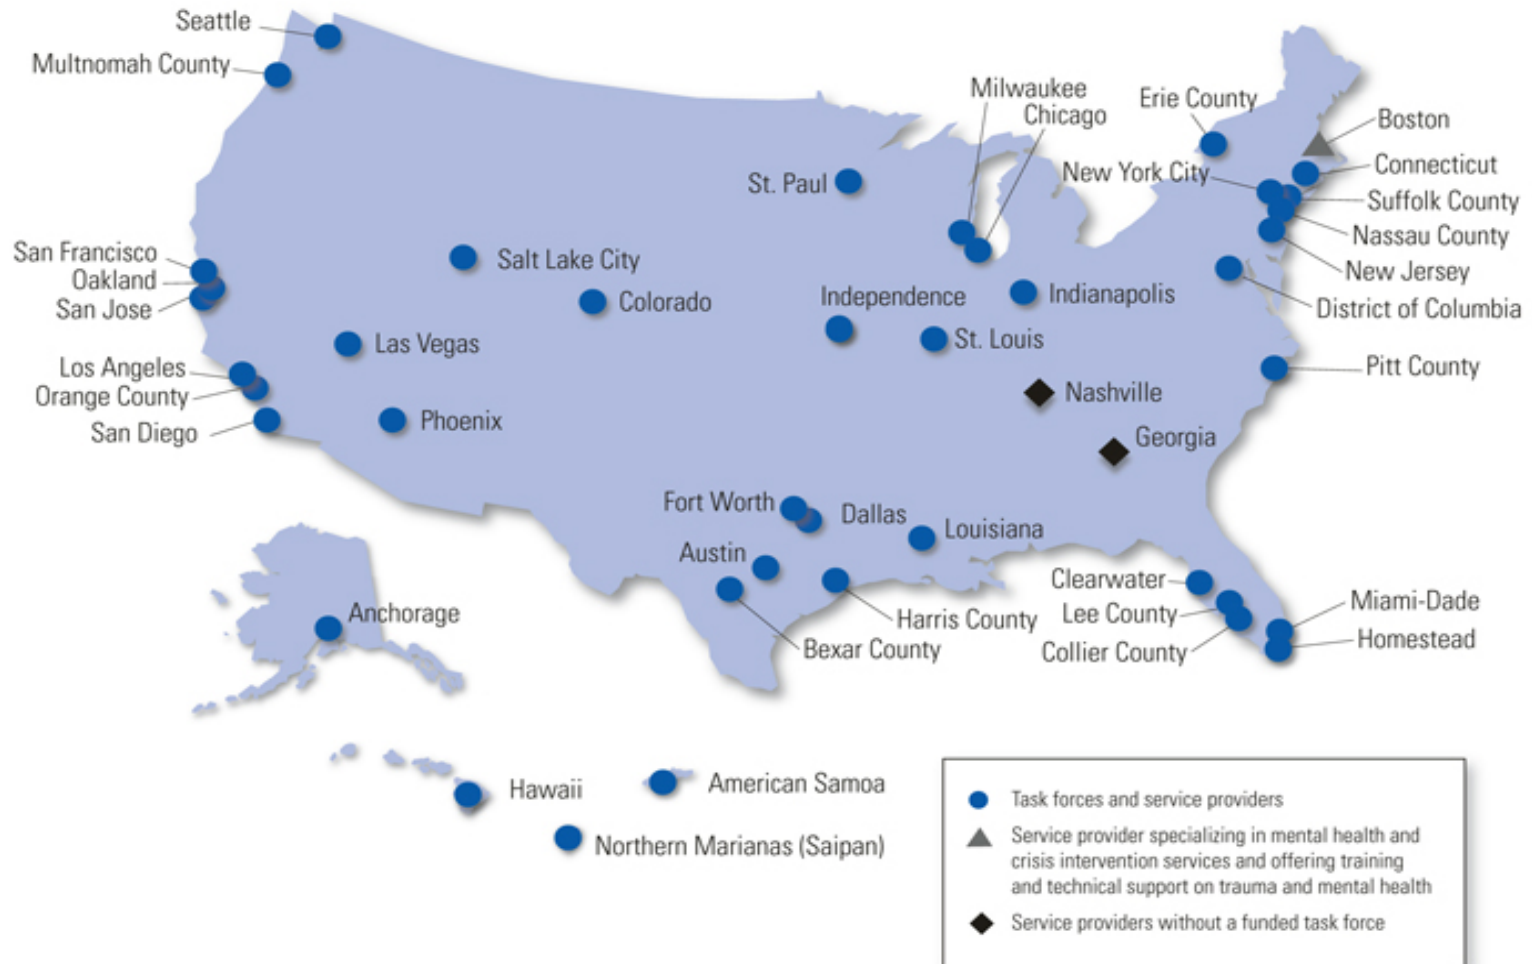 Seattle
Multnomah County
Milwaukee
Chicago
Erie County
Boston
Connecticut
New York City
St. Paul
Suffolk County
Nassau County
San Francisco
Oakland
San Jose
Salt Lake City
New Jersey
Colorado
Independence
Indianapolis
District of Columbia
Las Vegas
St. Louis
Los Angeles
Orange County
San Diego
Pitt County
Nashville
Phoenix
Georgia
Fort Worth
Dallas
Louisiana
Austin
Clearwater
Lee County
Collier County
Miami-Dade
Homestead
Harris County
Bexar County
Anchorage
Hawaii
American Samoa
Northern Marianas (Saipan)
Task forces and service providers
Service provider specializing in mental health and
crisis intervention services and offering training
and technical support on trauma and mental health
Service providers without a funded task force